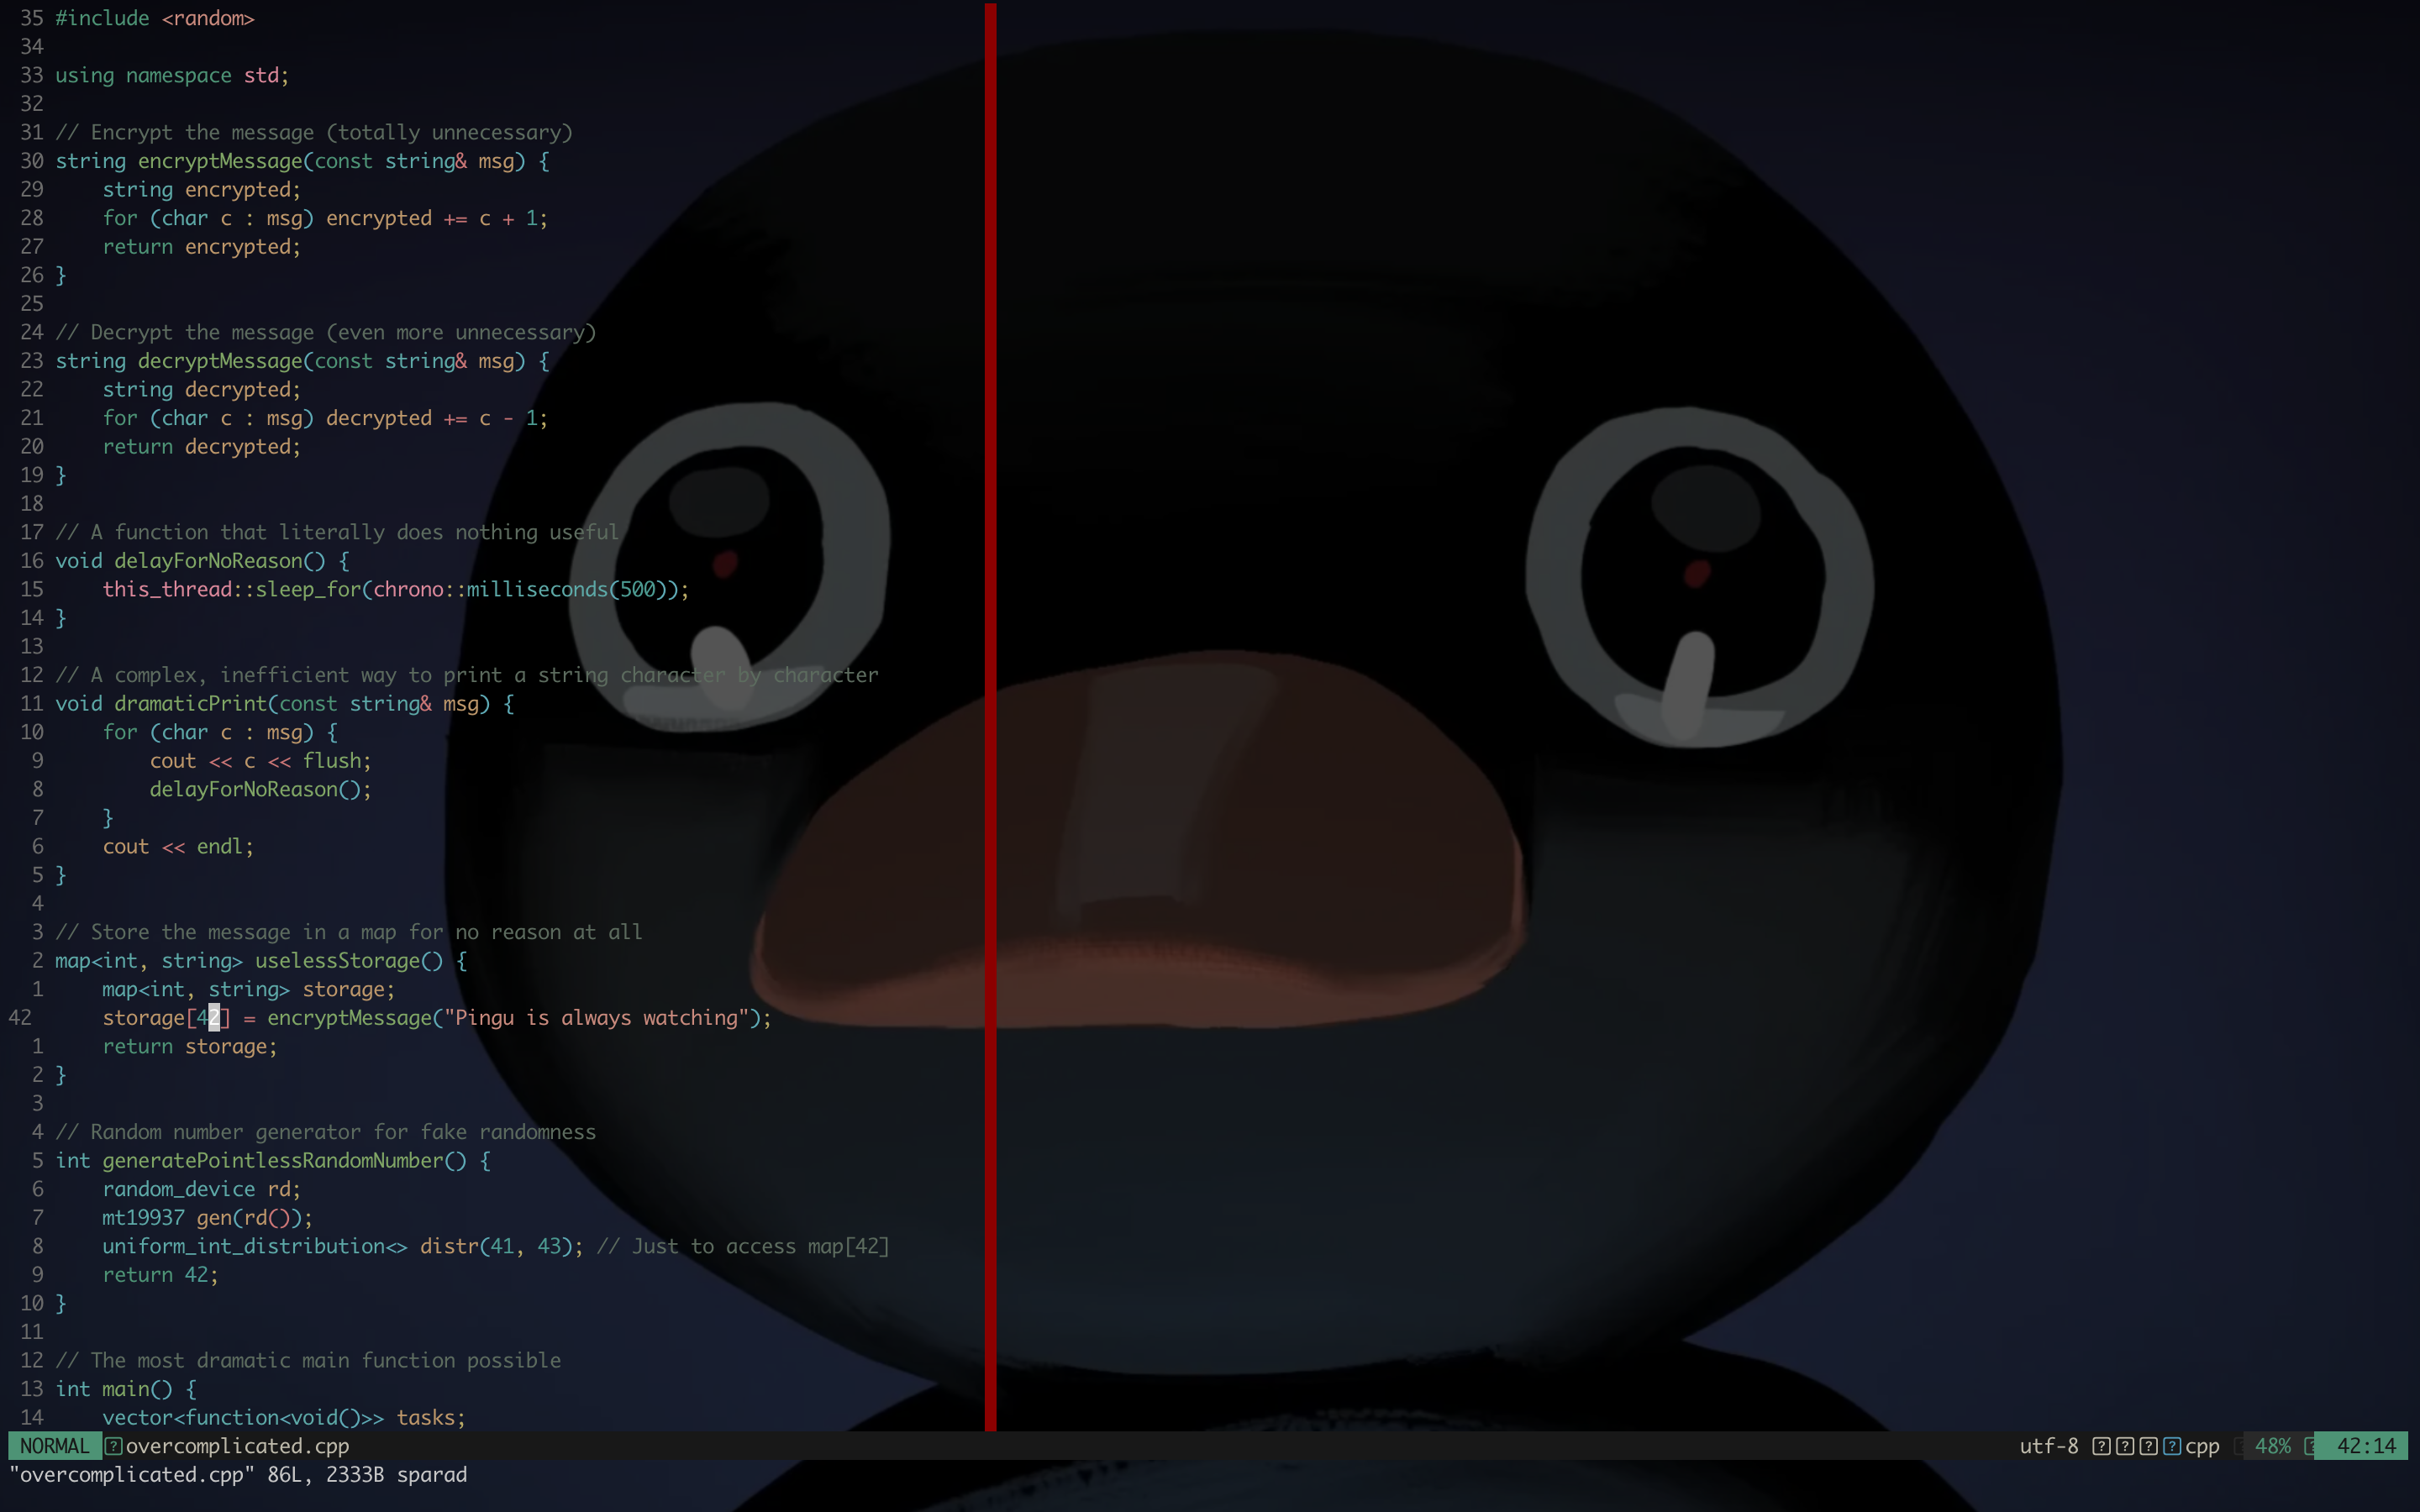 35 #include <random>
34
33 using namespace std;
32
31 // Encrypt the message (totally unnecessary)
30 string encryptMessage(const string& msg) {
29     string encrypted;
28     for (char c : msg) encrypted += c + 1;
27     return encrypted;
26 }
25
24 // Decrypt the message (even more unnecessary)
23 string decryptMessage(const string& msg) {
22     string decrypted;
21     for (char c : msg) decrypted += c - 1;
20     return decrypted;
19 }
18
17 // A function that literally does nothing useful
16 void delayForNoReason() {
15     this_thread::sleep_for(chrono::milliseconds(500));
14 }
13
12 // A complex, inefficient way to print a string character by character
11 void dramaticPrint(const string& msg) {
10     for (char c : msg) {
9         cout << c << flush;
8         delayForNoReason();
7     }
6     cout << endl;
5 }
4
3 // Store the message in a map for no reason at all
2 map<int, string> uselessStorage() {
1     map<int, string> storage;
42     storage[42] = encryptMessage("Pingu is always watching");
1     return storage;
2 }
3
4 // Random number generator for fake randomness
5 int generatePointlessRandomNumber() {
6     random_device rd;
7     mt19937 gen(rd());
8     uniform_int_distribution<> distr(41, 43); // Just to access map[42]
9     return 42;
10 }
11
12 // The most dramatic main function possible
13 int main() {
14     vector<function<void()>> tasks;
NORMAL overcomplicated.cpp utf-8 cpp 48% 42:14
"overcomplicated.cpp" 86L, 2333B sparad